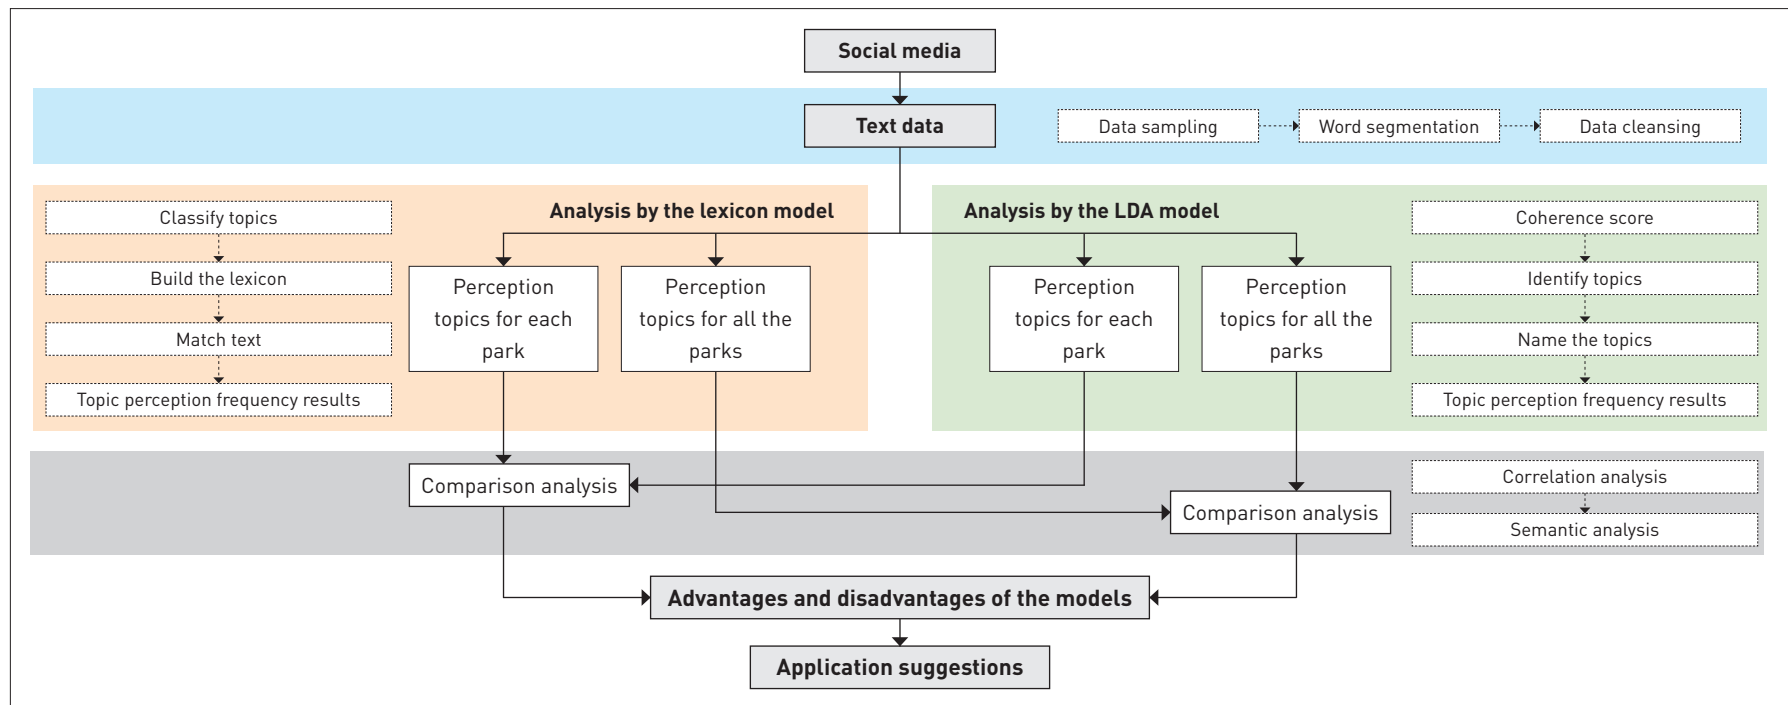 Social media
Text data
Data sampling
Word segmentation
Data cleansing
Analysis by the lexicon model
Classify topics
Build the lexicon
Match text
Topic perception frequency results
Perception
topics for each
park
Perception
topics for all the
parks
Analysis by the LDA model
Perception
topics for each
park
Perception
topics for all the
parks
Coherence score
Identify topics
Name the topics
Topic perception frequency results
Comparison analysis
Comparison analysis
Correlation analysis
Semantic analysis
Advantages and disadvantages of the models
Application suggestions